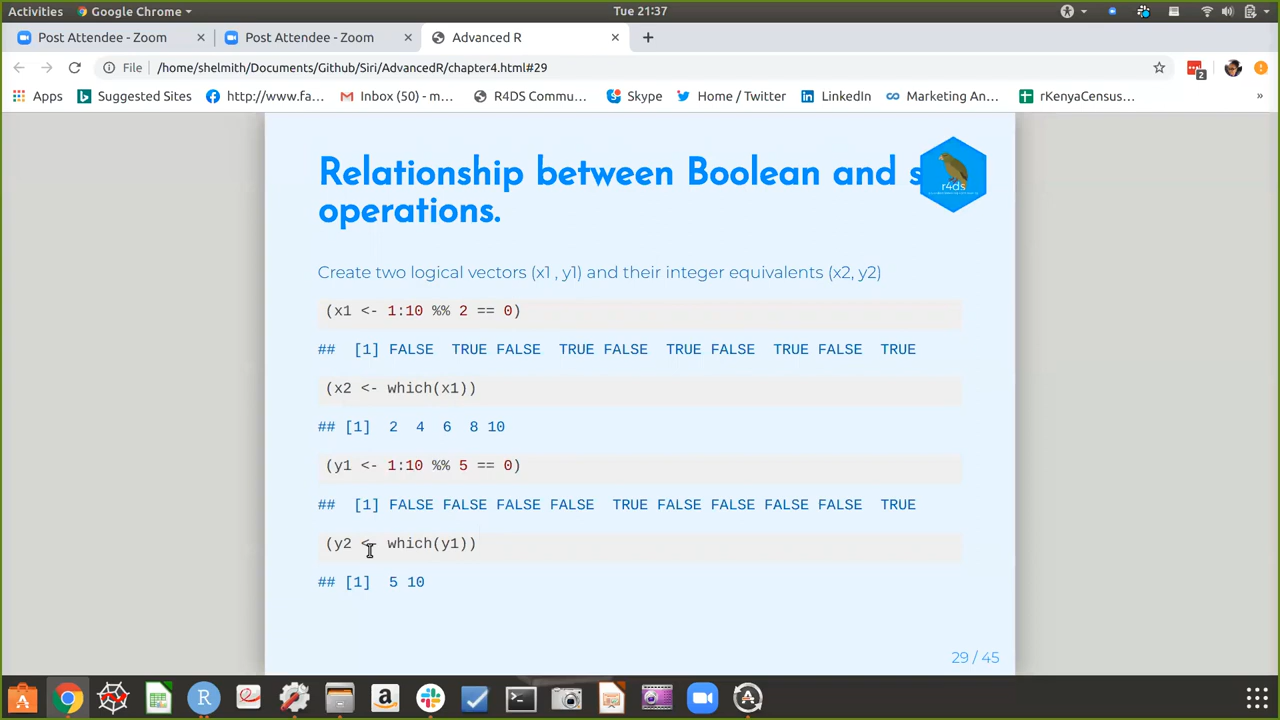 Activities Google Chrome Tue 21:37
Post Attendee - Zoom Post Attendee - Zoom Advanced R
File /home/shelmith/Documents/Github/Siri/AdvancedR/chapter4.html#29 2
Apps Suggested Sites http://www.fa... Inbox (50) - m... R4DS Commu... Skype Home / Twitter LinkedIn Marketing An... rKenyaCensus... »
Relationship between Boolean and s
operations.
r4ds
Create two logical vectors (x1 , y1) and their integer equivalents (x2, y2)
(x1 <- 1:10 %% 2 == 0)
## [1] FALSE TRUE FALSE TRUE FALSE TRUE FALSE TRUE FALSE TRUE
(x2 <- which(x1))
## [1] 2 4 6 8 10
(y1 <- 1:10 %% 5 == 0)
## [1] FALSE FALSE FALSE FALSE TRUE FALSE FALSE FALSE FALSE TRUE
(y2 <- which(y1))
## [1] 5 10
29 / 45